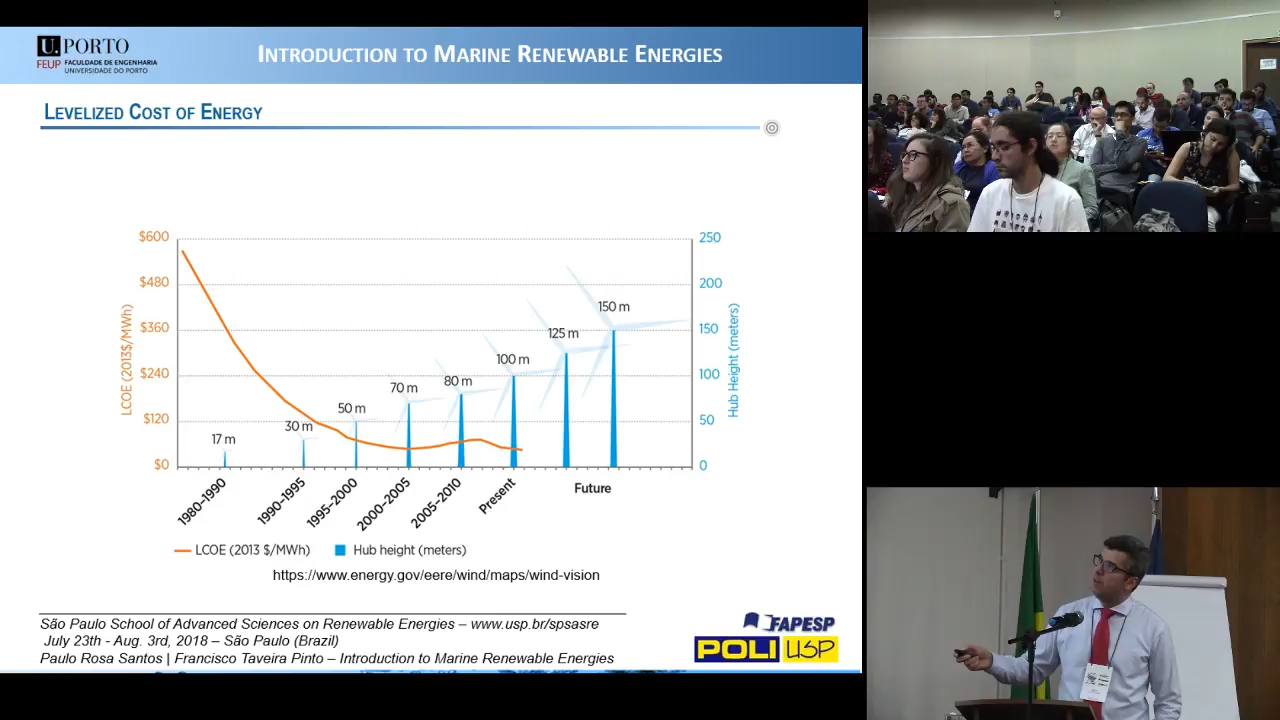 U.PORTO
FEUP FACULDADE DE ENGENHARIA
UNIVERSIDADE DO PORTO
INTRODUCTION TO MARINE RENEWABLE ENERGIES
LEVELIZED COST OF ENERGY
$600
$480
$360
$240
$120
$0
LCOE (2013$/MWh)
250
200
150
100
50
0
Hub Height (meters)
17 m
30 m
50 m
70 m
80 m
100 m
125 m
150 m
1980–1990
1990–1995
1995–2000
2000–2005
2005–2010
Present
Future
LCOE (2013 $/MWh)
Hub height (meters)
https://www.energy.gov/eere/wind/maps/wind-vision
São Paulo School of Advanced Sciences on Renewable Energies – www.usp.br/spsasre
July 23th - Aug. 3rd, 2018 – São Paulo (Brazil)
Paulo Rosa Santos | Francisco Taveira Pinto – Introduction to Marine Renewable Energies
FAPESP
POLI USP